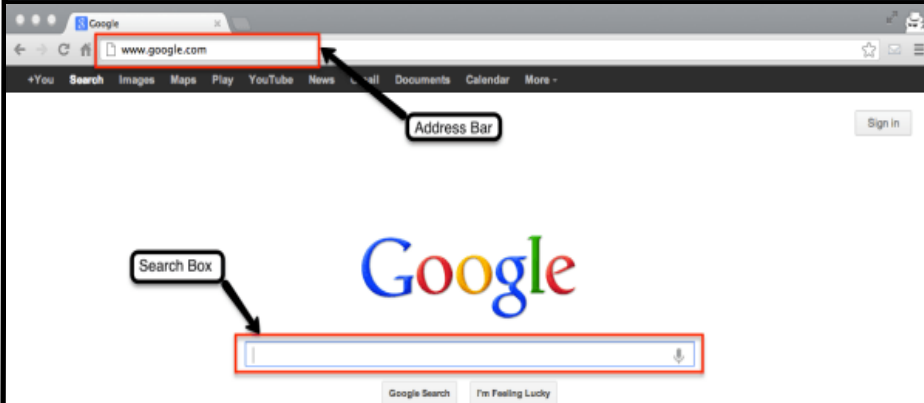 Google
www.google.com
+You Search Images Maps Play YouTube News Gmail Documents Calendar More
Address Bar
Sign in
Search Box
Google
Google Search I'm Feeling Lucky